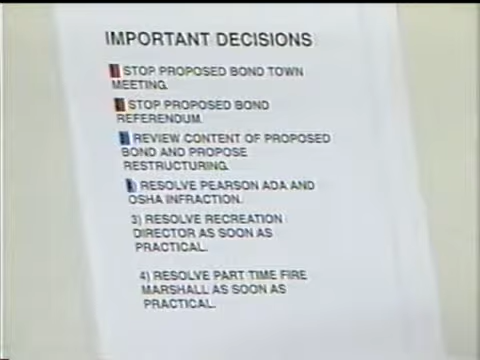 IMPORTANT DECISIONS
STOP PROPOSED BOND TOWN
MEETING.
STOP PROPOSED BOND
REFERENDUM.
REVIEW CONTENT OF PROPOSED
BOND AND PROPOSE
RESTRUCTURING.
) RESOLVE PEARSON ADA AND
OSHA INFRACTION.
3) RESOLVE RECREATION
DIRECTOR AS SOON AS
PRACTICAL.
4) RESOLVE PART TIME FIRE
MARSHALL AS SOON AS
PRACTICAL.